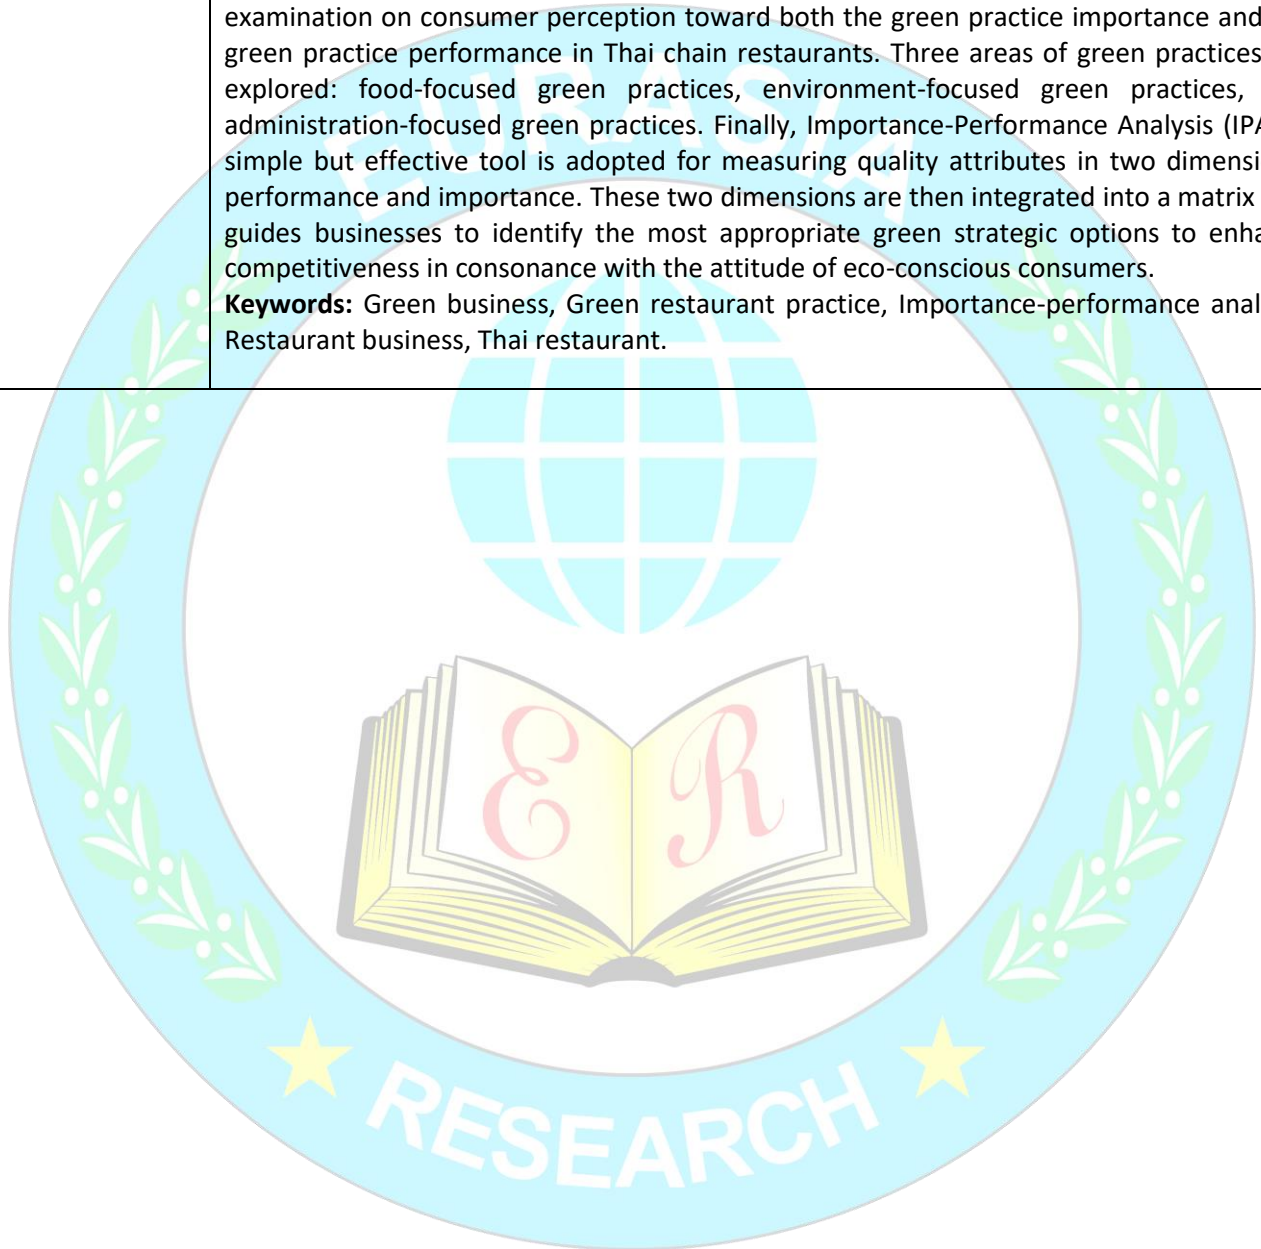 examination on consumer perception toward both the green practice importance and
green practice performance in Thai chain restaurants. Three areas of green practices
explored: food-focused green practices, environment-focused green practices,
administration-focused green practices. Finally, Importance-Performance Analysis (IPA
simple but effective tool is adopted for measuring quality attributes in two dimensi
performance and importance. These two dimensions are then integrated into a matrix
guides businesses to identify the most appropriate green strategic options to enha
competitiveness in consonance with the attitude of eco-conscious consumers.
Keywords: Green business, Green restaurant practice, Importance-performance anal
Restaurant business, Thai restaurant.
EURASIA
E R
RESEARCH